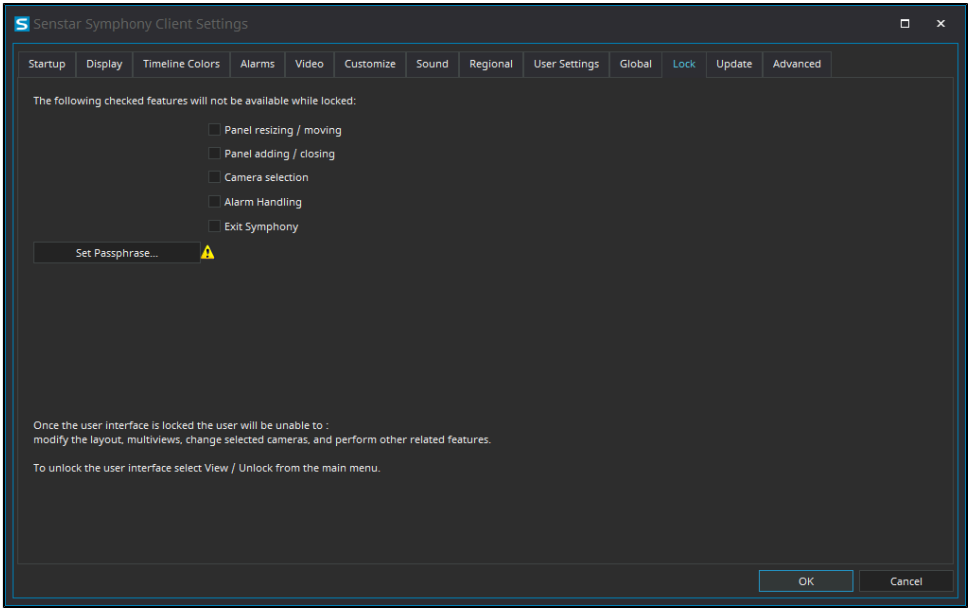 Senstar Symphony Client Settings
Startup Display Timeline Colors Alarms Video Customize Sound Regional User Settings Global Lock Update Advanced
The following checked features will not be available while locked:
Panel resizing / moving
Panel adding / closing
Camera selection
Alarm Handling
Exit Symphony
Set Passphrase...
Once the user interface is locked the user will be unable to :
modify the layout, multiviews, change selected cameras, and perform other related features.
To unlock the user interface select View / Unlock from the main menu.
OK Cancel